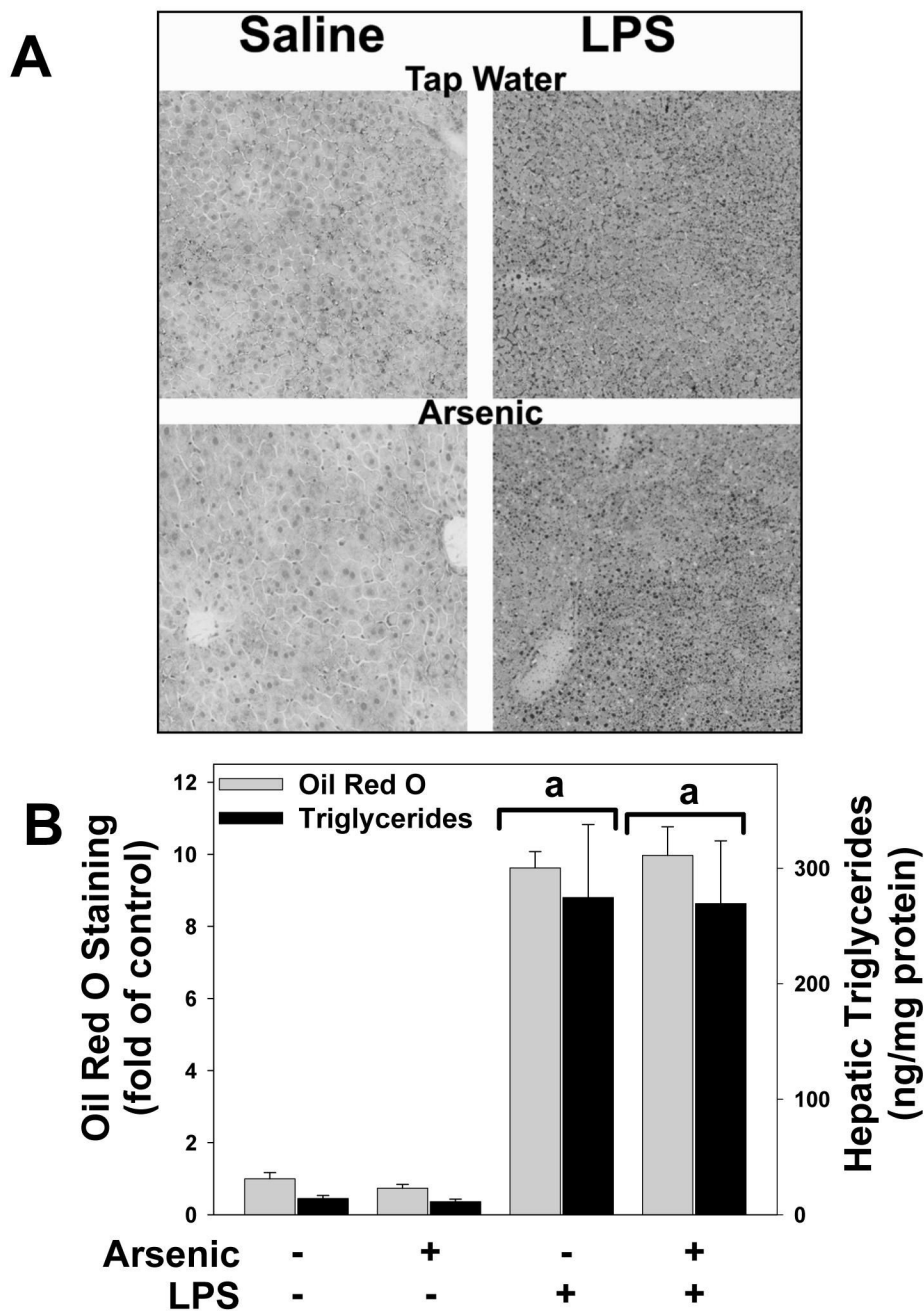 A
Saline LPS
Tap Water
Arsenic
B
Oil Red O Staining
(fold of control)
12
10
8
6
4
2
0
Oil Red O
Triglycerides
a
a
300
200
100
0
Hepatic Triglycerides
(ng/mg protein)
Arsenic - + - +
LPS - - + +